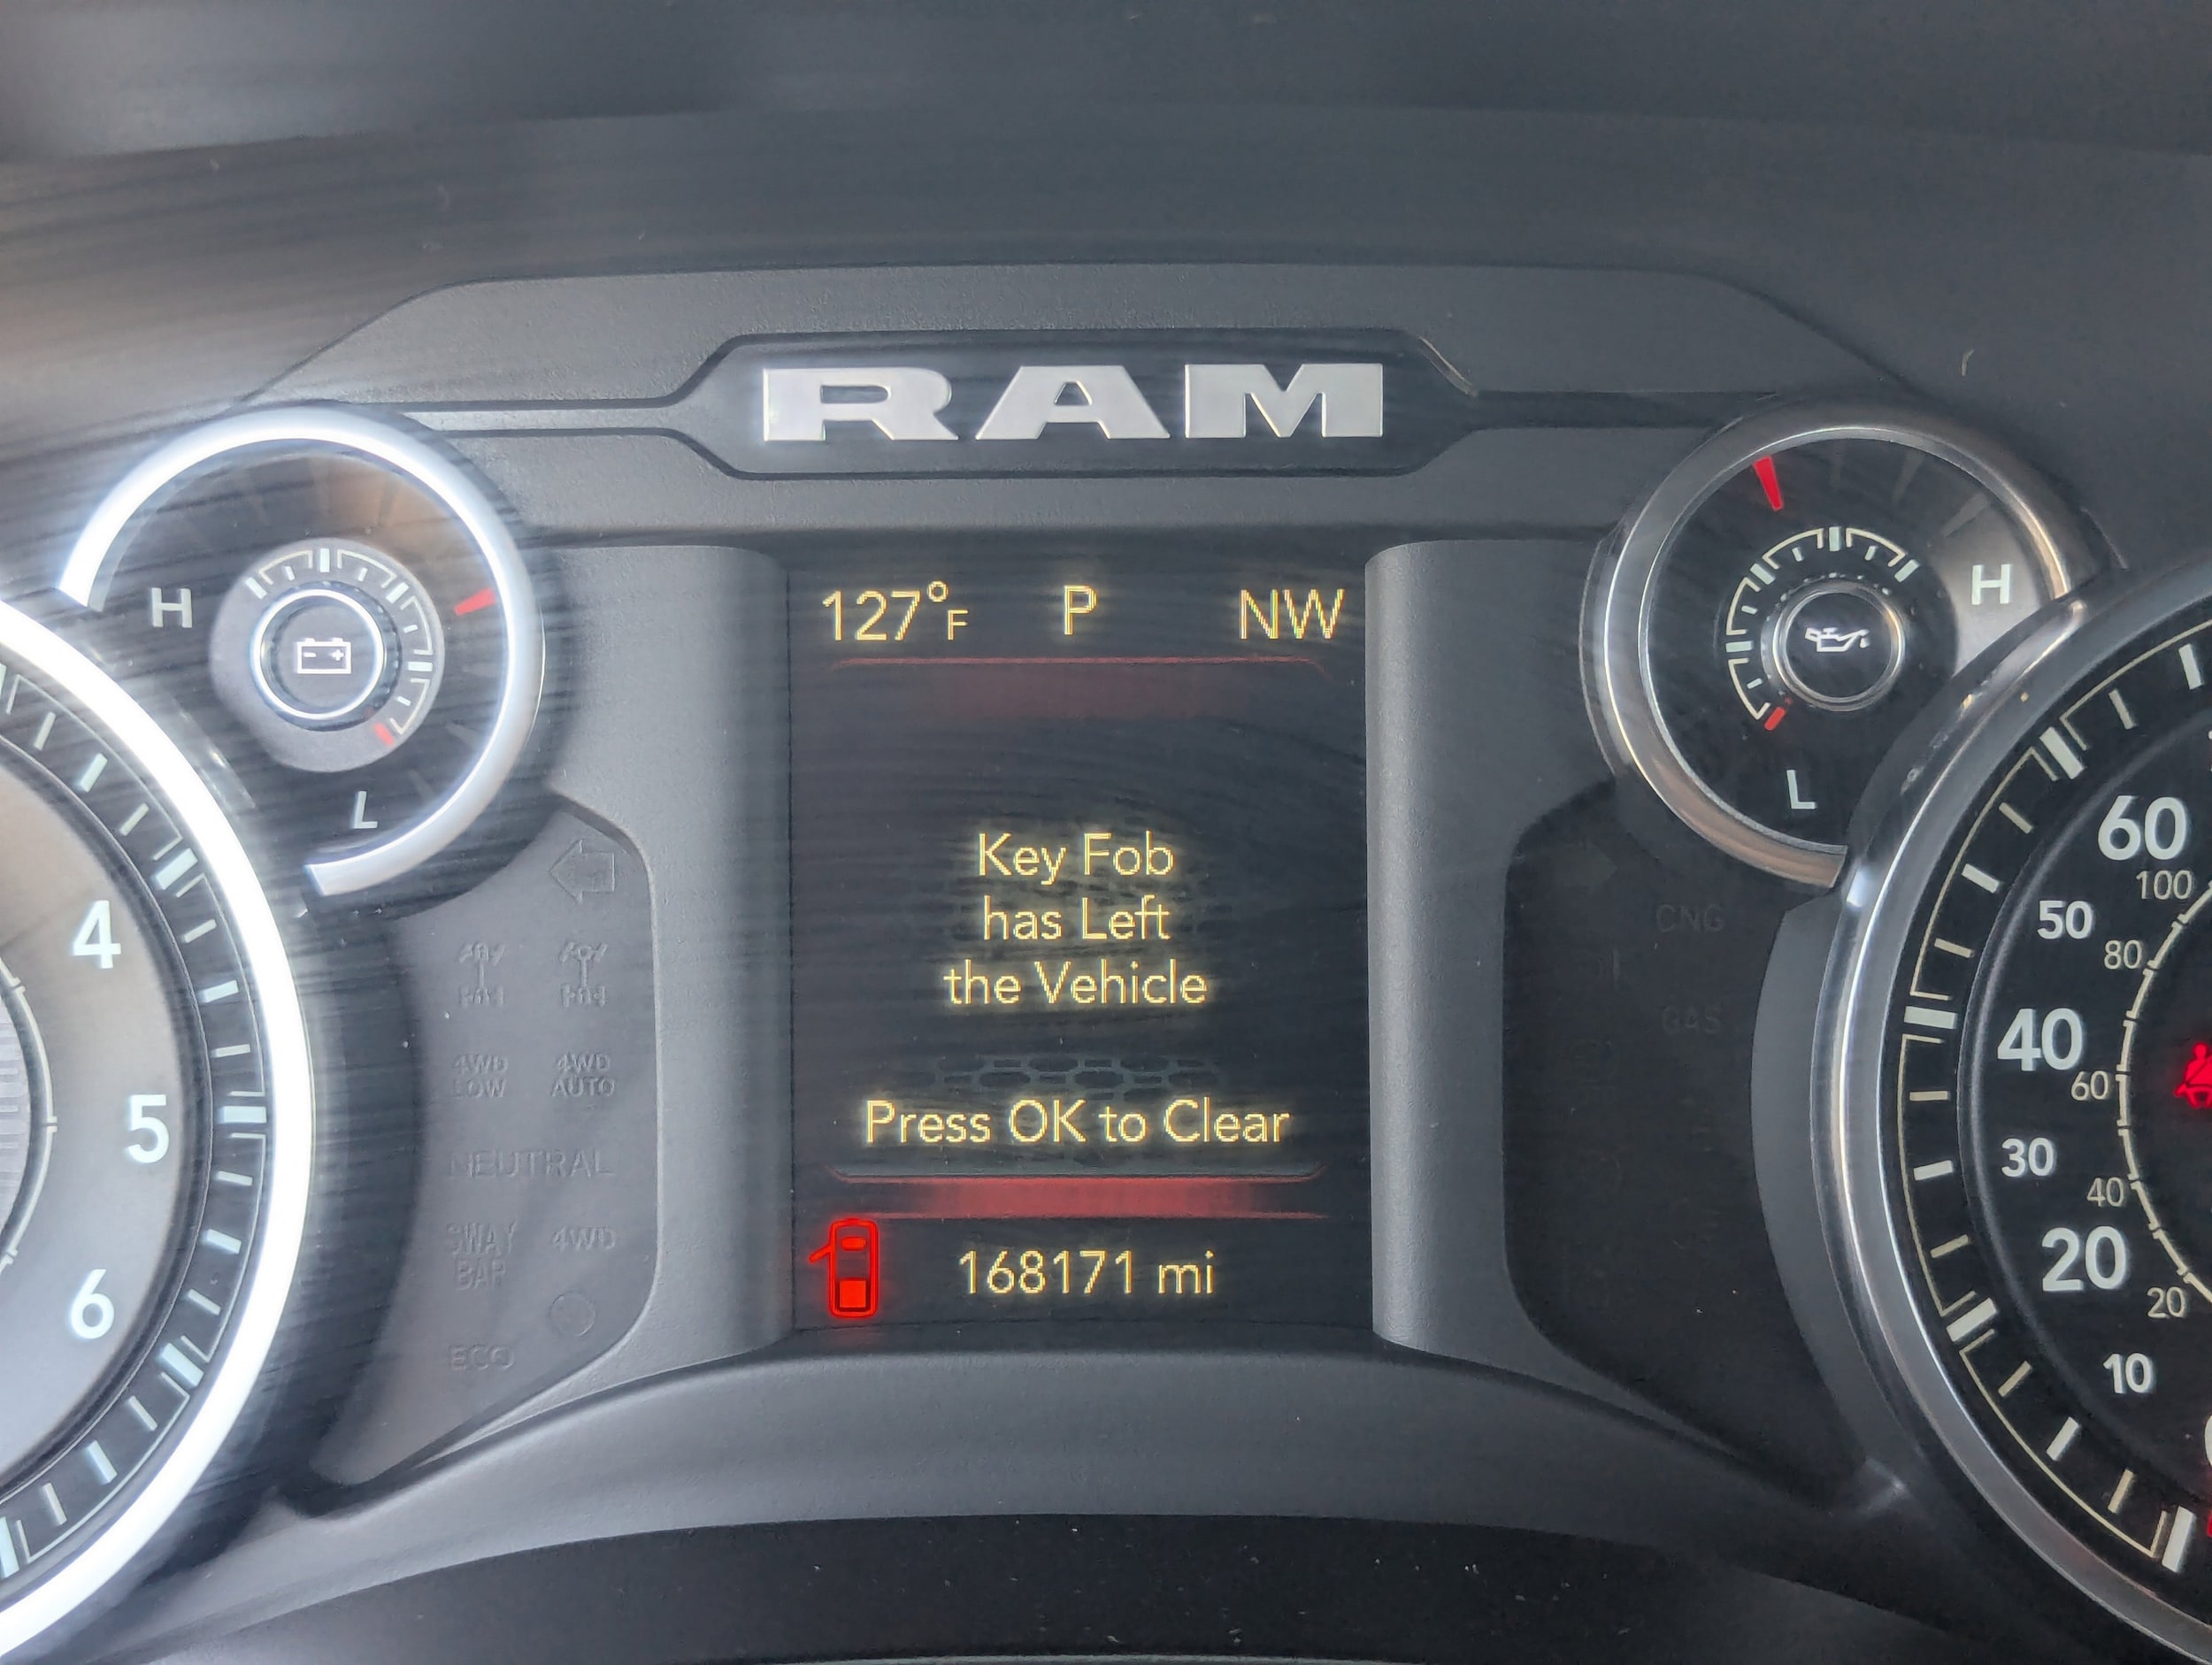 RAM
H
L
H
L
127°F P NW
Key Fob
has Left
the Vehicle
Press OK to Clear
168171 mi
4
5
6
4WD
LOW
4WD
AUTO
NEUTRAL
SWAY
BAR
4WD
ECO
CNG
GAS
60
100
50
80
40
60
30
40
20
20
10